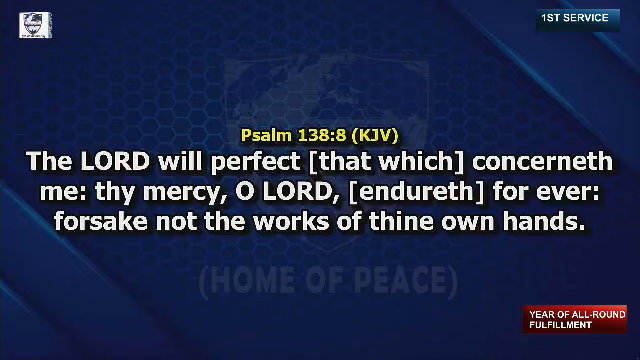 1ST SERVICE
Psalm 138:8 (KJV)
The LORD will perfect [that which] concerneth
me: thy mercy, O LORD, [endureth] for ever:
forsake not the works of thine own hands.
(HOME OF PEACE)
YEAR OF ALL-ROUND
FULFILLMENT